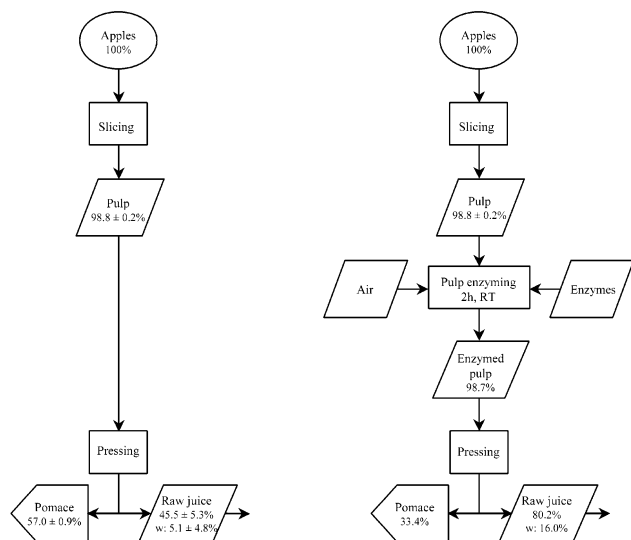 Apples
100%
Slicing
Pulp
98.8 ± 0.2%
Pressing
Pomace
57.0 ± 0.9%
Raw juice
45.5 ± 5.3%
w: 5.1 ± 4.8%
Apples
100%
Slicing
Pulp
98.8 ± 0.2%
Air
Pulp enzyming
2h, RT
Enzymes
Enzymed
pulp
98.7%
Pressing
Pomace
33.4%
Raw juice
80.2%
w: 16.0%